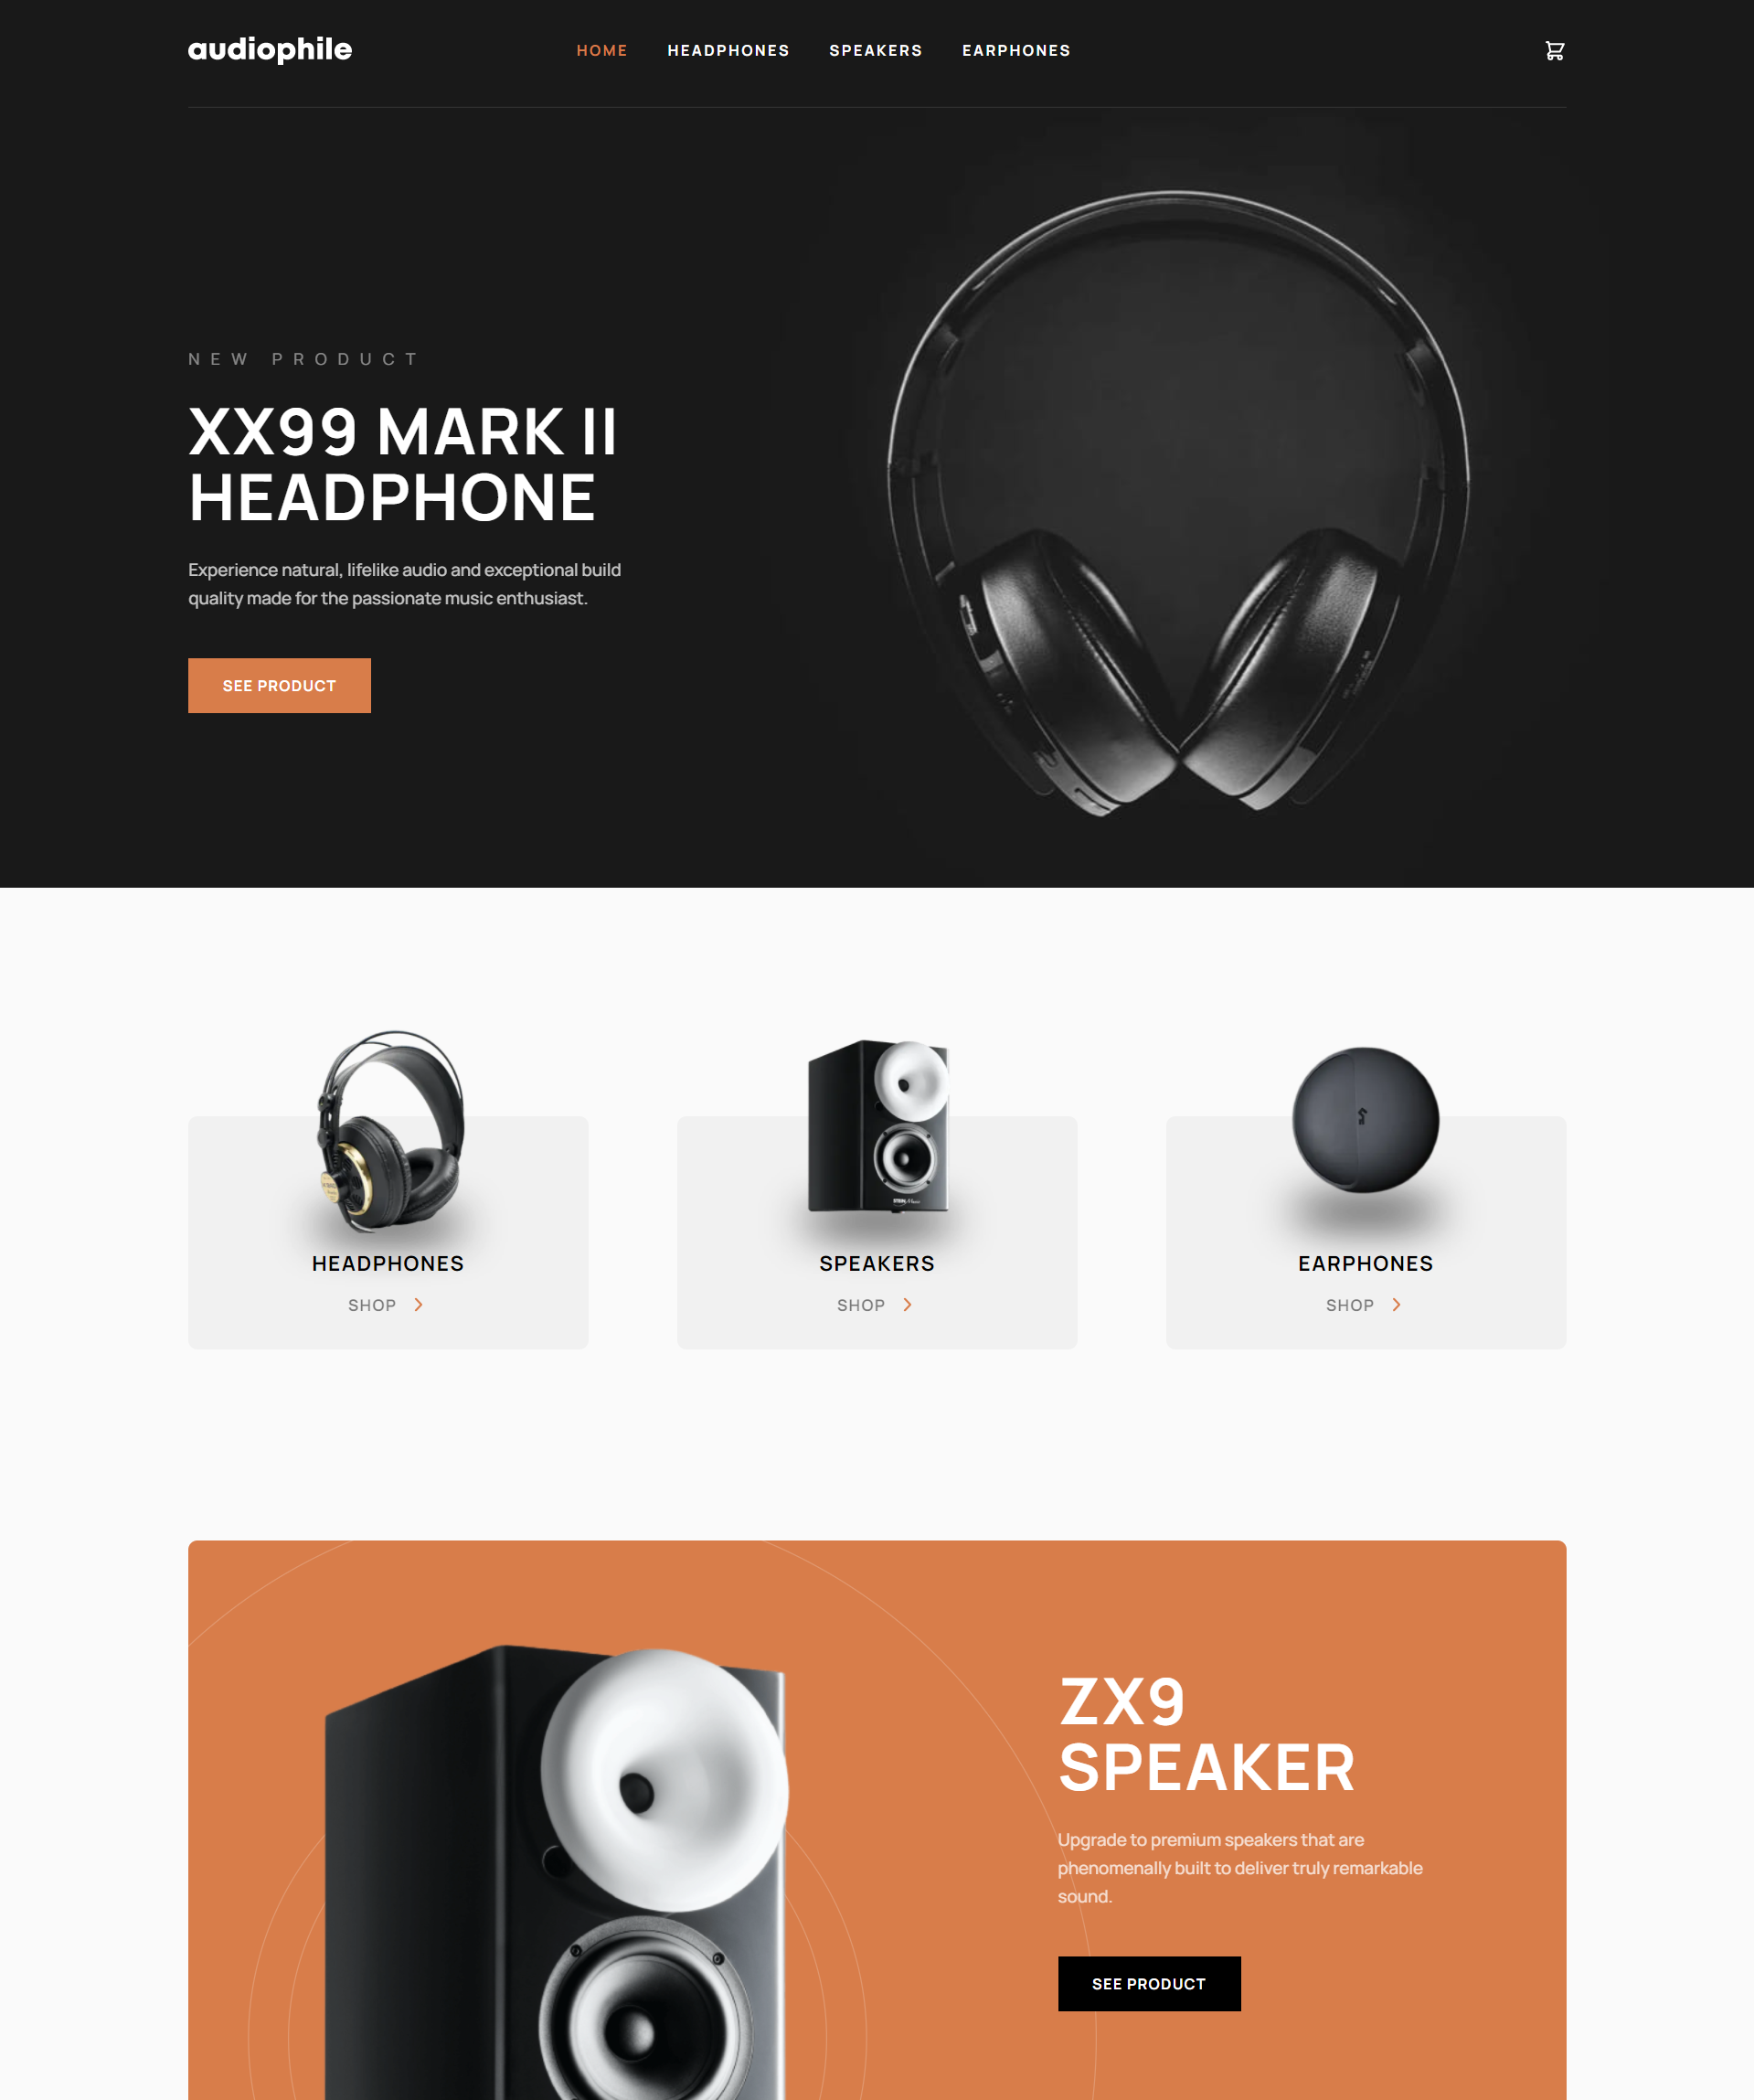 audiophile
HOME HEADPHONES SPEAKERS EARPHONES
NEW PRODUCT
XX99 MARK II
HEADPHONE
Experience natural, lifelike audio and exceptional build
quality made for the passionate music enthusiast.
SEE PRODUCT
HEADPHONES
SHOP
SPEAKERS
SHOP
EARPHONES
SHOP
ZX9
SPEAKER
Upgrade to premium speakers that are
phenomenally built to deliver truly remarkable
sound.
SEE PRODUCT